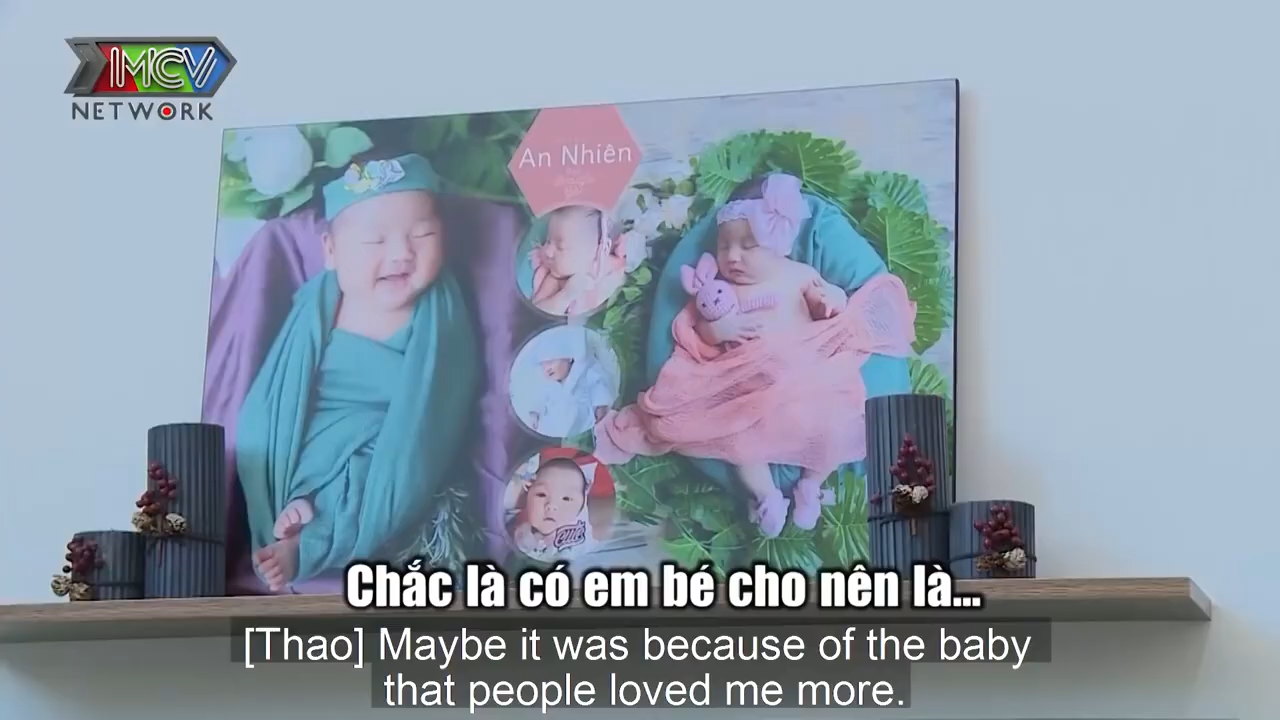 MCV
NETWORK
An Nhiên
cute
Chắc là có em bé cho nên là...
[Thao] Maybe it was because of the baby
that people loved me more.